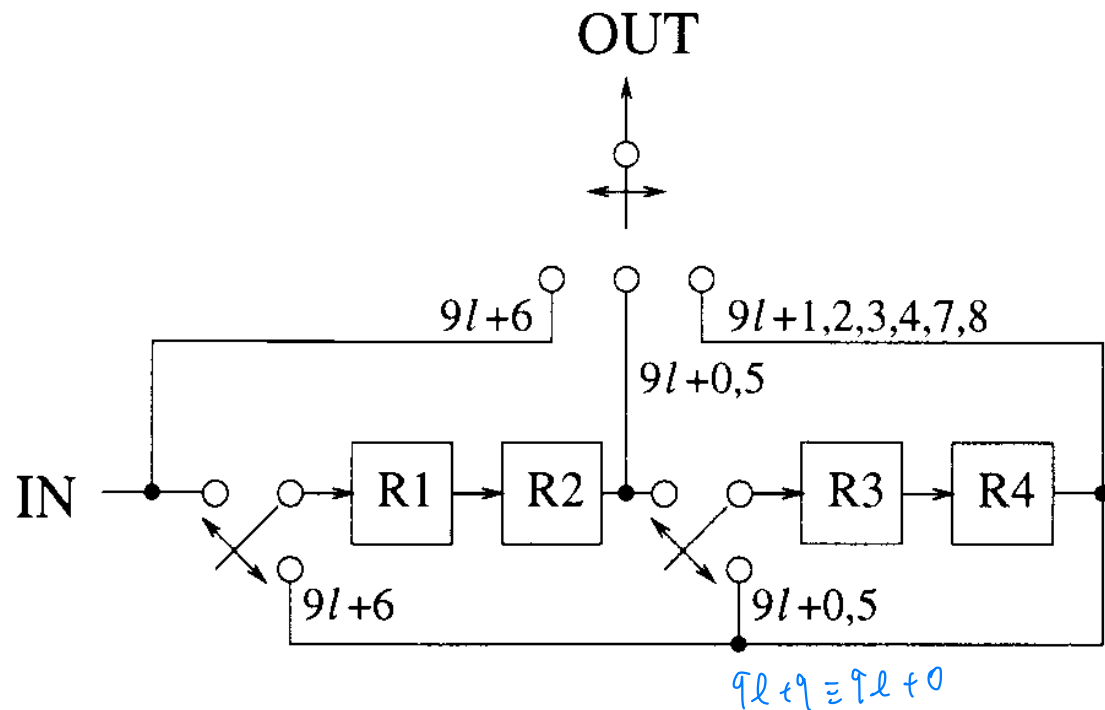 OUT
9l+6
9l+1,2,3,4,7,8
9l+0,5
IN
R1
R2
R3
R4
9l+6
9l+0,5
9l+9 ≡ 9l+0